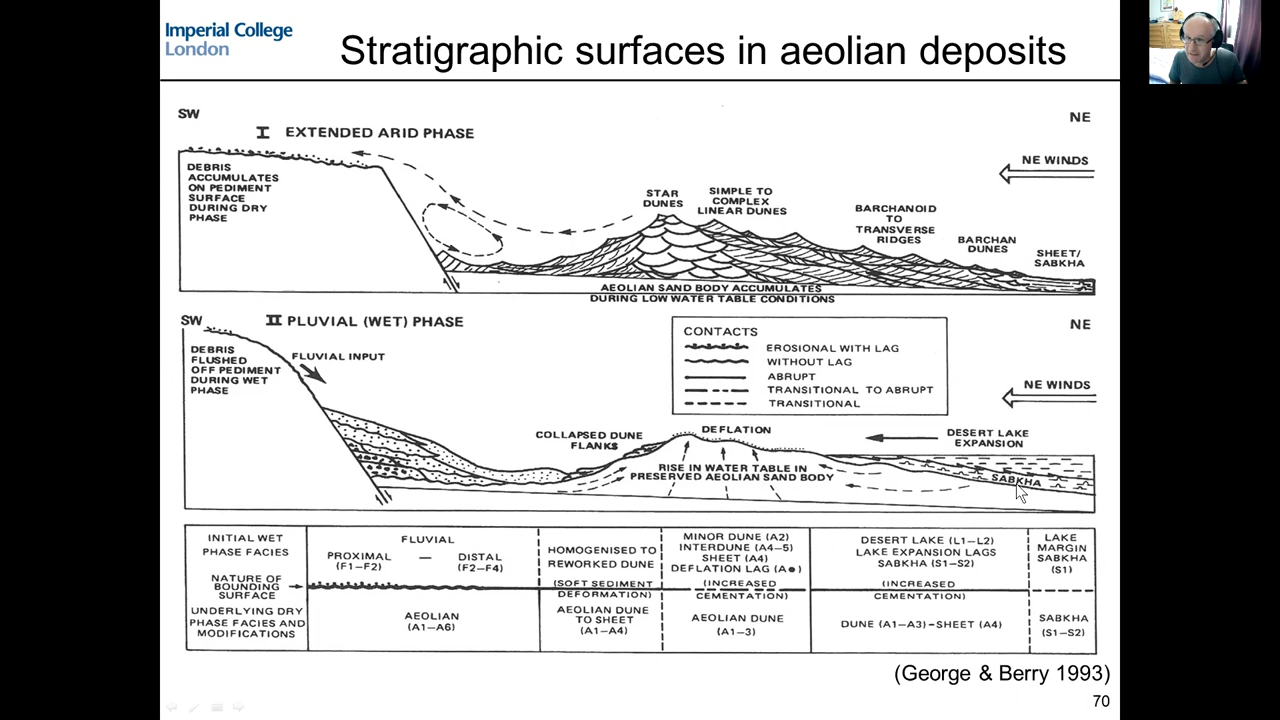 Imperial College
London
Stratigraphic surfaces in aeolian deposits
SW
NE
I EXTENDED ARID PHASE
DEBRIS
ACCUMULATES
ON PEDIMENT
SURFACE
DURING DRY
PHASE
NE WINDS
STAR
DUNES
SIMPLE TO
COMPLEX
LINEAR DUNES
BARCHANOID
TO
TRANSVERSE
RIDGES
BARCHAN
DUNES
SHEET/
SABKHA
AEOLIAN SAND BODY ACCUMULATES
DURING LOW WATER TABLE CONDITIONS
SW
II PLUVIAL (WET) PHASE
NE
DEBRIS
FLUSHED
OFF PEDIMENT
DURING WET
PHASE
FLUVIAL INPUT
CONTACTS
EROSIONAL WITH LAG
WITHOUT LAG
ABRUPT
TRANSITIONAL TO ABRUPT
TRANSITIONAL
NE WINDS
COLLAPSED DUNE
FLANKS
DEFLATION
DESERT LAKE
EXPANSION
RISE IN WATER TABLE IN
PRESERVED AEOLIAN SAND BODY
SABKHA
INITIAL WET
PHASE FACIES
FLUVIAL
PROXIMAL — DISTAL
(F1–F2) (F2–F4)
HOMOGENISED TO
REWORKED DUNE
MINOR DUNE (A2)
INTERDUNE (A4–5)
SHEET (A4)
DEFLATION LAG (A●)
DESERT LAKE (L1–L2)
LAKE EXPANSION LAGS
SABKHA (S1–S2)
LAKE
MARGIN
SABKHA
(S1)
NATURE OF
BOUNDING
SURFACE
(SOFT SEDIMENT
DEFORMATION)
(INCREASED
CEMENTATION)
(INCREASED
CEMENTATION)
UNDERLYING DRY
PHASE FACIES AND
MODIFICATIONS
AEOLIAN
(A1–A6)
AEOLIAN DUNE
TO SHEET
(A1–A4)
AEOLIAN DUNE
(A1–3)
DUNE (A1–A3)–SHEET (A4)
SABKHA
(S1–S2)
(George & Berry 1993)
70